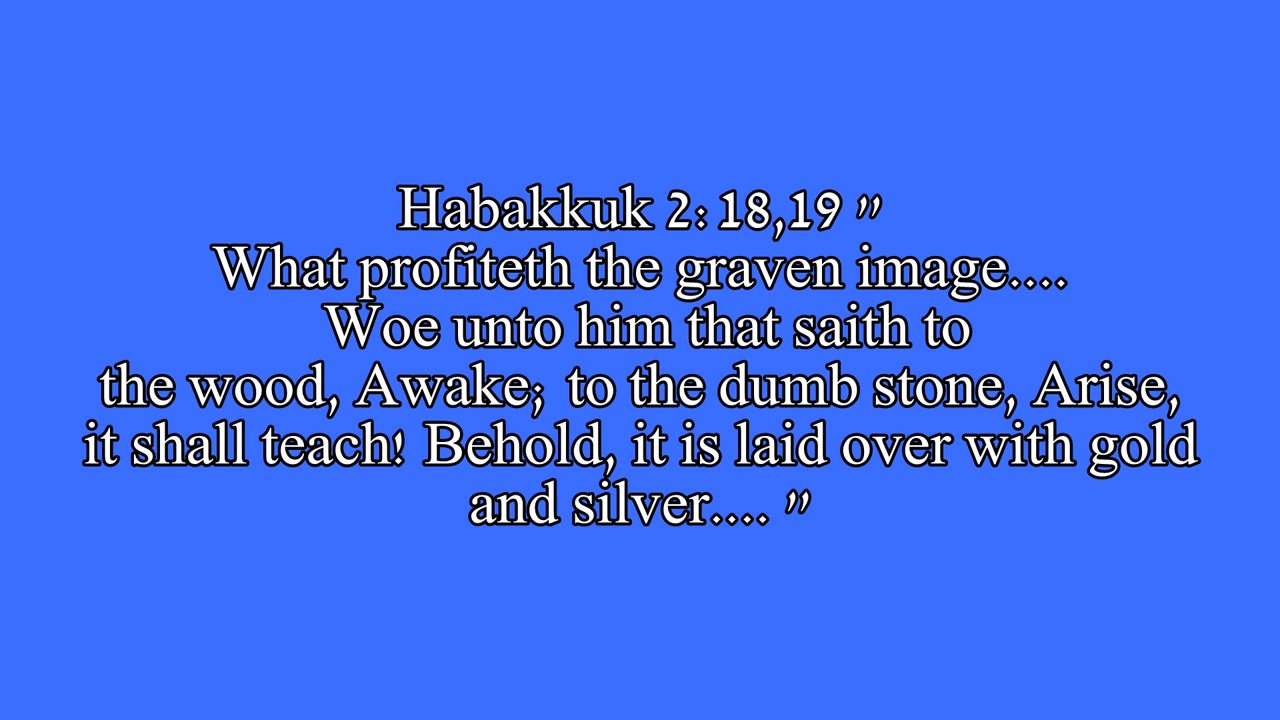 Habakkuk 2:18,19 "
What profiteth the graven image....
Woe unto him that saith to
the wood, Awake; to the dumb stone, Arise,
it shall teach! Behold, it is laid over with gold
and silver.... "